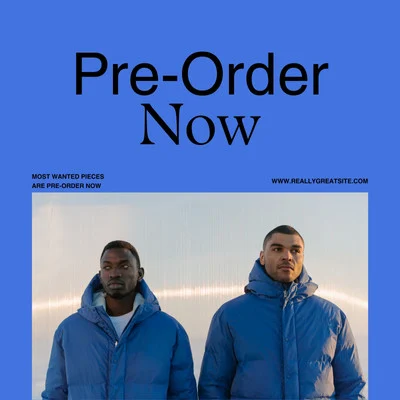 Pre-Order
Now
MOST WANTED PIECES
ARE PRE-ORDER NOW
WWW.REALLYGREATSITE.COM